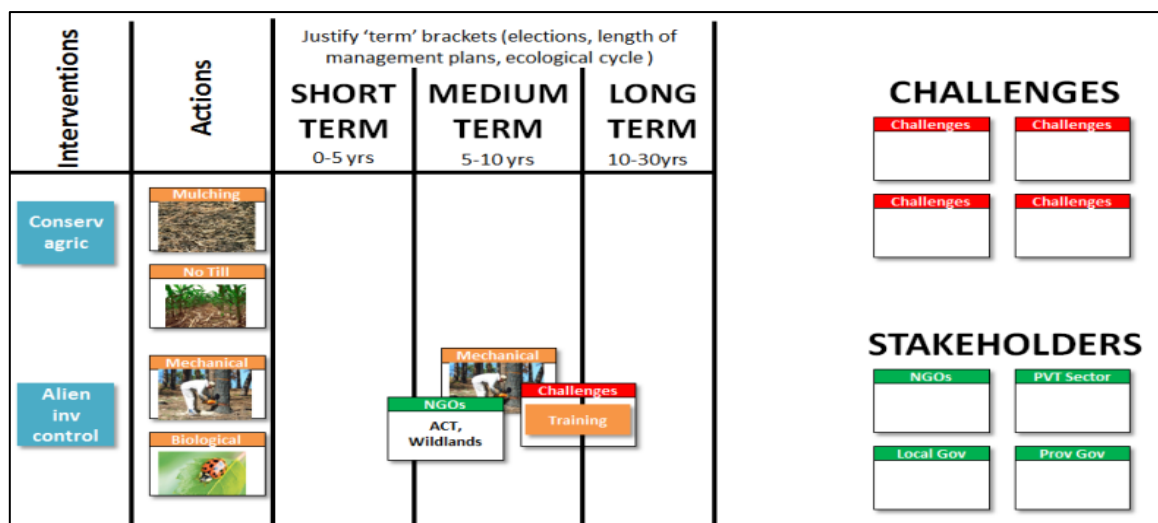 Interventions
Actions
Justify ‘term’ brackets (elections, length of
management plans, ecological cycle )
SHORT
TERM
0-5 yrs
MEDIUM
TERM
5-10 yrs
LONG
TERM
10-30yrs
Conserv
agric
Mulching
No Till
Alien
inv
control
Mechanical
Biological
Mechanical
NGOs
ACT,
Wildlands
Challenges
Training
CHALLENGES
Challenges
Challenges
Challenges
Challenges
STAKEHOLDERS
NGOs
PVT Sector
Local Gov
Prov Gov